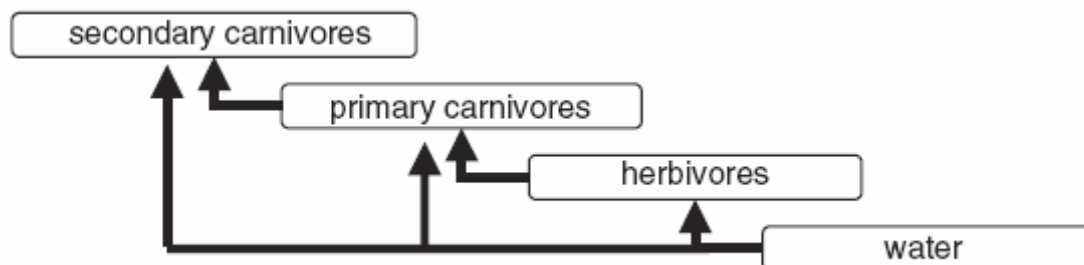 secondary carnivores
primary carnivores
herbivores
water